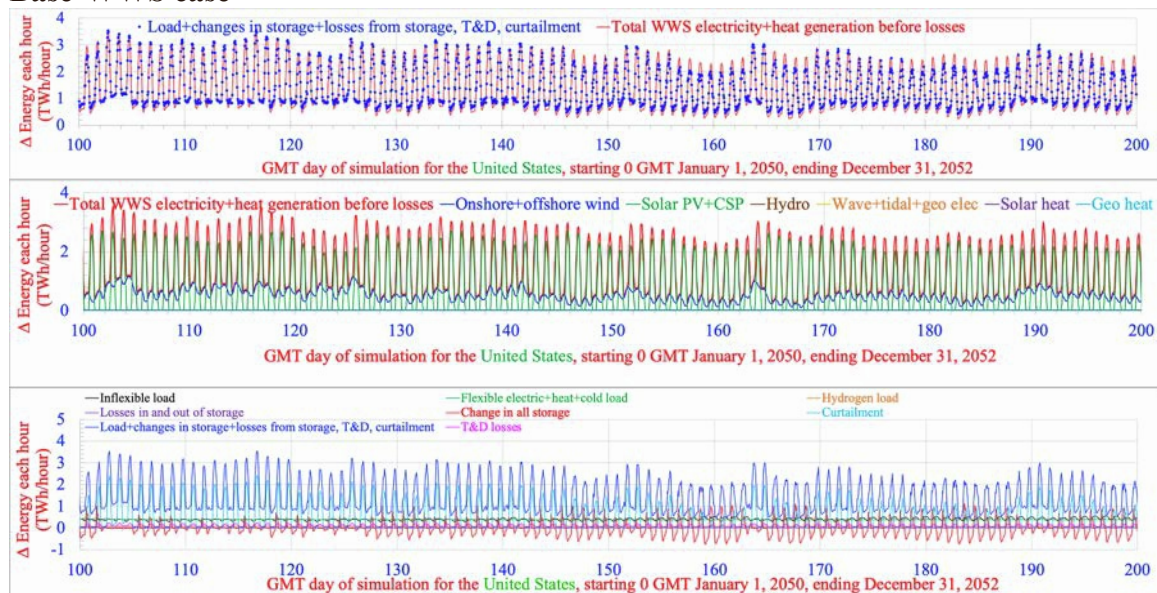 Base WWS case
Load+changes in storage+losses from storage, T&D, curtailment Total WWS electricity+heat generation before losses
Δ Energy each hour
(TWh/hour)
4
3
2
1
0
100 110 120 130 140 150 160 170 180 190 200
GMT day of simulation for the United States, starting 0 GMT January 1, 2050, ending December 31, 2052
Total WWS electricity+heat generation before losses Onshore+offshore wind Solar PV+CSP Hydro Wave+tidal+geo elec Solar heat Geo heat
Δ Energy each hour
(TWh/hour)
4
2
0
100 110 120 130 140 150 160 170 180 190 200
GMT day of simulation for the United States, starting 0 GMT January 1, 2050, ending December 31, 2052
Inflexible load Flexible electric+heat+cold load Hydrogen load
Losses in and out of storage Change in all storage Curtailment
Load+changes in storage+losses from storage, T&D, curtailment T&D losses
Δ Energy each hour
(TWh/hour)
5
4
3
2
1
0
-1
100 110 120 130 140 150 160 170 180 190 200
GMT day of simulation for the United States, starting 0 GMT January 1, 2050, ending December 31, 2052